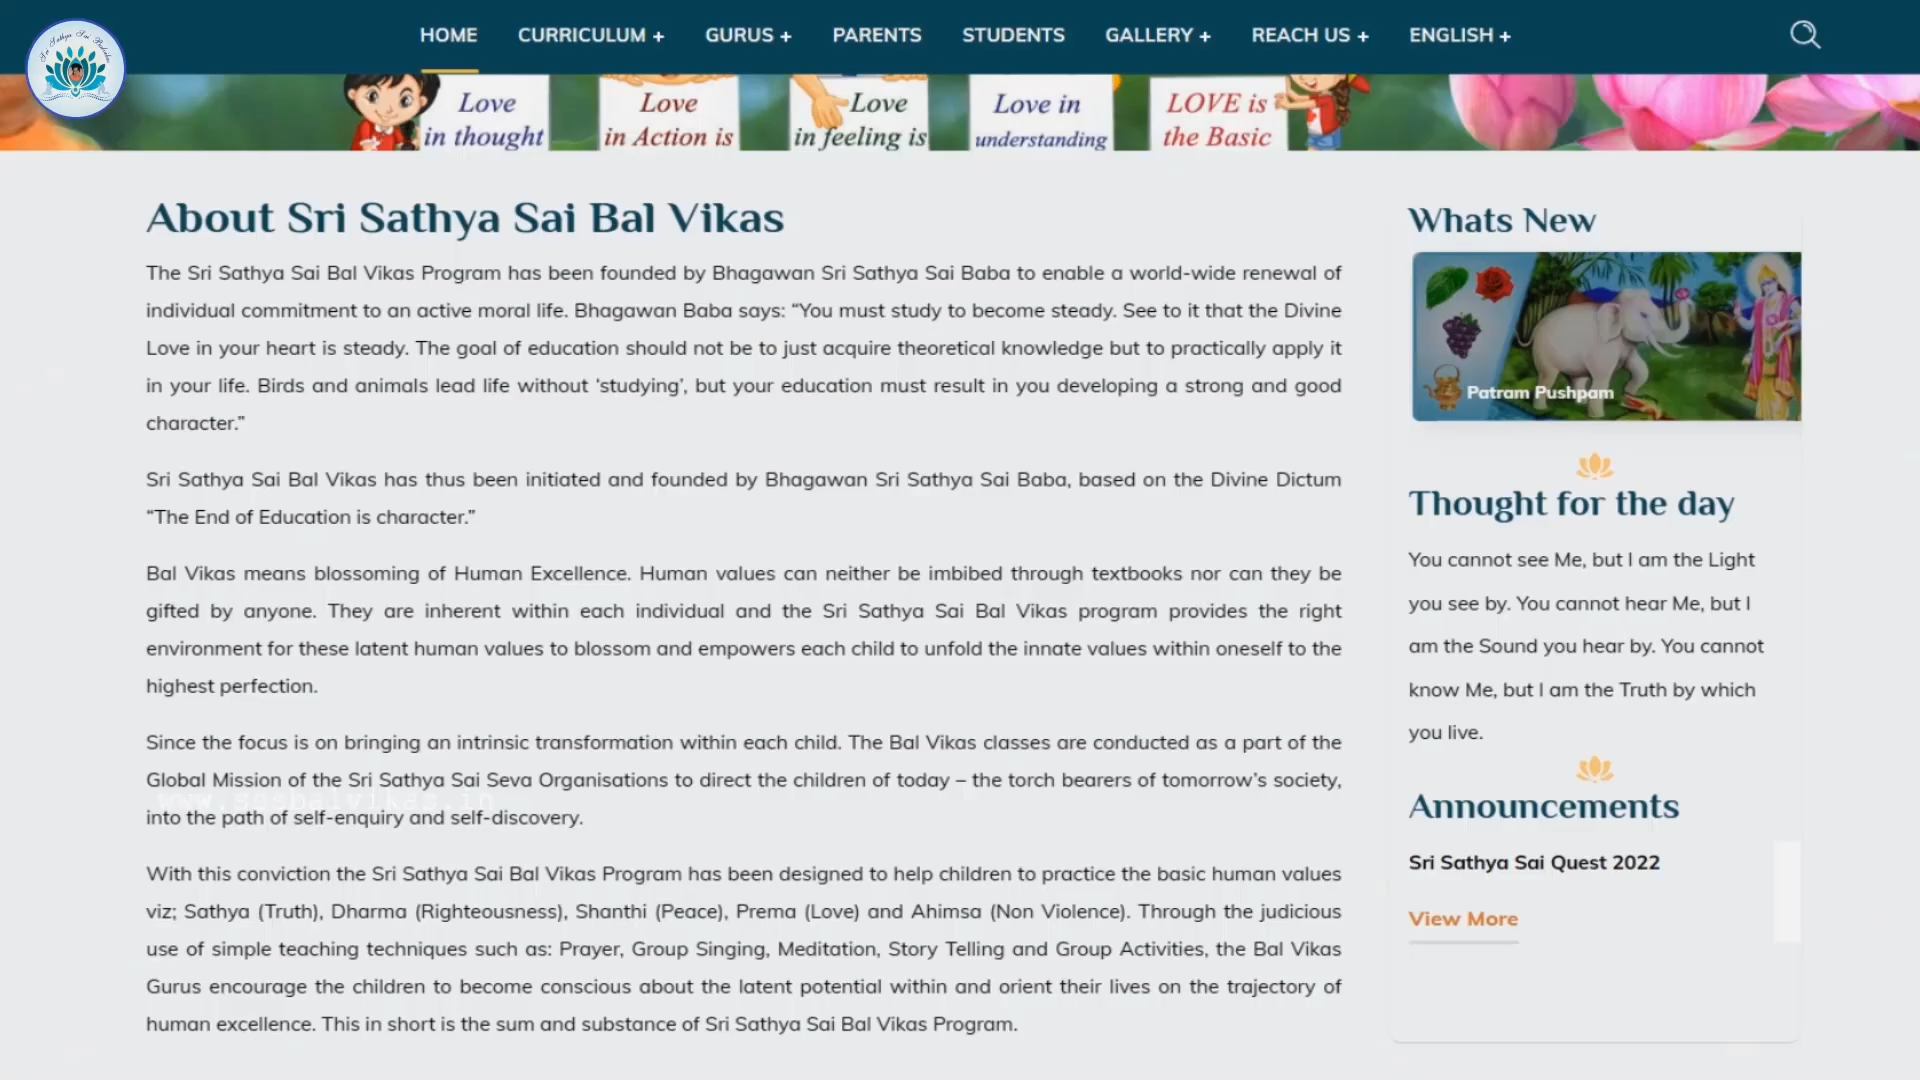 Sri Sathya Sai Balvikas
HOME CURRICULUM + GURUS + PARENTS STUDENTS GALLERY + REACH US + ENGLISH +
Love in thought
Love in Action is
Love in feeling is
Love in understanding
LOVE is the Basic
About Sri Sathya Sai Bal Vikas
The Sri Sathya Sai Bal Vikas Program has been founded by Bhagawan Sri Sathya Sai Baba to enable a world-wide renewal of
individual commitment to an active moral life. Bhagawan Baba says: “You must study to become steady. See to it that the Divine
Love in your heart is steady. The goal of education should not be to just acquire theoretical knowledge but to practically apply it
in your life. Birds and animals lead life without ‘studying’, but your education must result in you developing a strong and good
character.”
Sri Sathya Sai Bal Vikas has thus been initiated and founded by Bhagawan Sri Sathya Sai Baba, based on the Divine Dictum
“The End of Education is character.”
Bal Vikas means blossoming of Human Excellence. Human values can neither be imbibed through textbooks nor can they be
gifted by anyone. They are inherent within each individual and the Sri Sathya Sai Bal Vikas program provides the right
environment for these latent human values to blossom and empowers each child to unfold the innate values within oneself to the
highest perfection.
Since the focus is on bringing an intrinsic transformation within each child. The Bal Vikas classes are conducted as a part of the
Global Mission of the Sri Sathya Sai Seva Organisations to direct the children of today – the torch bearers of tomorrow’s society,
www.sssbalvikas.in
into the path of self-enquiry and self-discovery.
With this conviction the Sri Sathya Sai Bal Vikas Program has been designed to help children to practice the basic human values
viz; Sathya (Truth), Dharma (Righteousness), Shanthi (Peace), Prema (Love) and Ahimsa (Non Violence). Through the judicious
use of simple teaching techniques such as: Prayer, Group Singing, Meditation, Story Telling and Group Activities, the Bal Vikas
Gurus encourage the children to become conscious about the latent potential within and orient their lives on the trajectory of
human excellence. This in short is the sum and substance of Sri Sathya Sai Bal Vikas Program.
Whats New
Patram Pushpam
Thought for the day
You cannot see Me, but I am the Light
you see by. You cannot hear Me, but I
am the Sound you hear by. You cannot
know Me, but I am the Truth by which
you live.
Announcements
Sri Sathya Sai Quest 2022
View More